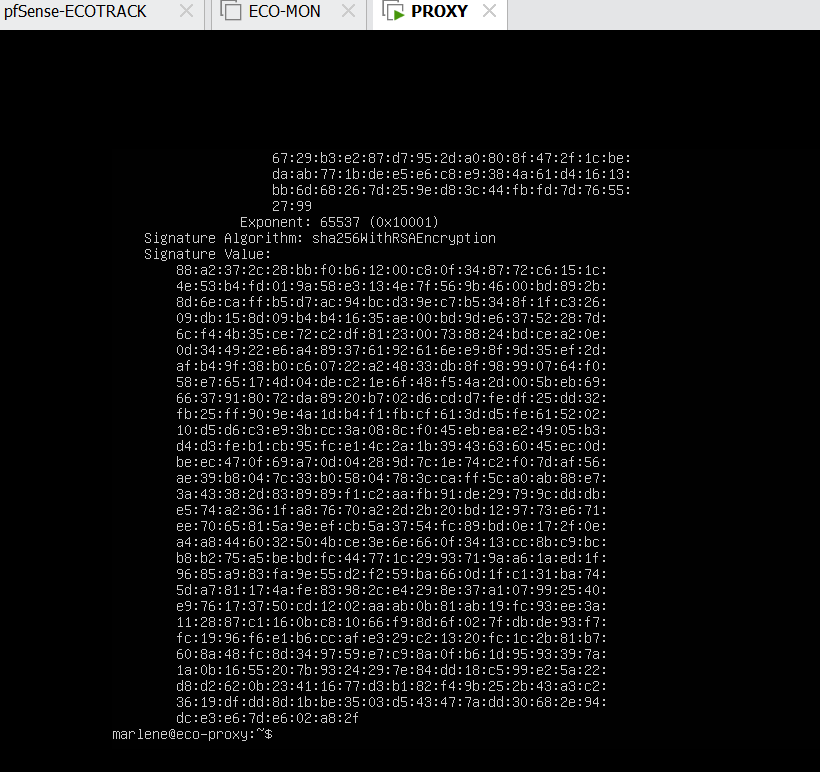 pfSense-ECOTRACK
ECO-MON
PROXY
67:29:b3:e2:87:d7:95:2d:a0:80:8f:47:2f:1c:be:
da:ab:77:1b:de:e5:e6:c8:e9:38:4a:61:d4:16:13:
bb:6d:68:26:7d:25:9e:d8:3c:44:fb:fd:7d:76:55:
27:99
Exponent: 65537 (0x10001)
Signature Algorithm: sha256WithRSAEncryption
Signature Value:
88:a2:37:2c:28:bb:f0:b6:12:00:c8:0f:34:87:72:c6:15:1c:
4e:53:b4:fd:01:9a:58:e3:13:4e:7f:56:9b:46:00:bd:89:2b:
8d:6e:ca:ff:b5:d7:ac:94:bc:d3:9e:c7:b5:34:8f:1f:c3:26:
09:db:15:8d:09:b4:b4:16:35:ae:00:bd:9d:e6:37:52:28:7d:
6c:f4:4b:35:ce:72:c2:df:81:23:00:73:88:24:bd:ce:a2:0e:
0d:34:49:22:e6:a4:89:37:61:92:61:6e:e9:8f:9d:35:ef:2d:
af:b4:9f:38:b0:c6:07:22:a2:48:33:db:8f:98:99:07:64:f0:
58:e7:65:17:4d:04:de:c2:1e:6f:48:f5:4a:2d:00:5b:eb:69:
66:37:91:80:72:da:89:20:b7:02:d6:cd:d7:fe:df:25:dd:32:
fb:25:ff:90:9e:4a:1d:b4:f1:fb:cf:61:3d:d5:fe:61:52:02:
10:d5:d6:c3:e9:3b:cc:3a:08:8c:f0:45:eb:ea:e2:49:05:b3:
d4:d3:fe:b1:cb:95:fc:e1:4c:2a:1b:39:43:63:60:45:ec:0d:
be:ec:47:0f:69:a7:0d:04:28:9d:7c:1e:74:c2:f0:7d:af:56:
ae:39:b8:04:7c:33:b0:58:04:78:3c:ca:ff:5c:a0:ab:88:e7:
3a:43:38:2d:83:89:89:f1:c2:aa:fb:91:de:29:79:9c:dd:db:
e5:74:a2:36:1f:a8:76:70:a2:2d:2b:20:bd:12:97:73:e6:71:
ee:70:65:81:5a:9e:ef:cb:5a:37:54:fc:89:bd:0e:17:2f:0e:
a4:a8:44:60:32:50:4b:ce:3e:6e:66:0f:34:13:cc:8b:c9:bc:
b8:b2:75:a5:be:bd:fc:44:77:1c:29:93:71:9a:a6:1a:ed:1f:
96:85:a9:83:fa:9e:55:d2:f2:59:ba:66:0d:1f:c1:31:ba:74:
5d:a7:81:17:4a:fe:83:98:2c:e4:29:8e:37:a1:07:99:25:40:
e9:76:17:37:50:cd:12:02:aa:ab:0b:81:ab:19:fc:93:ee:3a:
11:28:87:c1:16:0b:c8:10:66:f9:8d:6f:02:7f:db:de:93:f7:
fc:19:96:f6:e1:b6:cc:af:e3:29:c2:13:20:fc:1c:2b:81:b7:
60:8a:48:fc:8d:34:97:59:e7:c9:8a:0f:b6:1d:95:93:39:7a:
1a:0b:16:55:20:7b:93:24:29:7e:84:dd:18:c5:99:e2:5a:22:
d8:d2:62:0b:23:41:16:77:d3:b1:82:f4:9b:25:2b:43:a3:c2:
36:19:df:dd:8d:1b:be:35:03:d5:43:47:7a:dd:30:68:2e:94:
dc:e3:e6:7d:e6:02:a8:2f
marlene@eco-proxy:~$